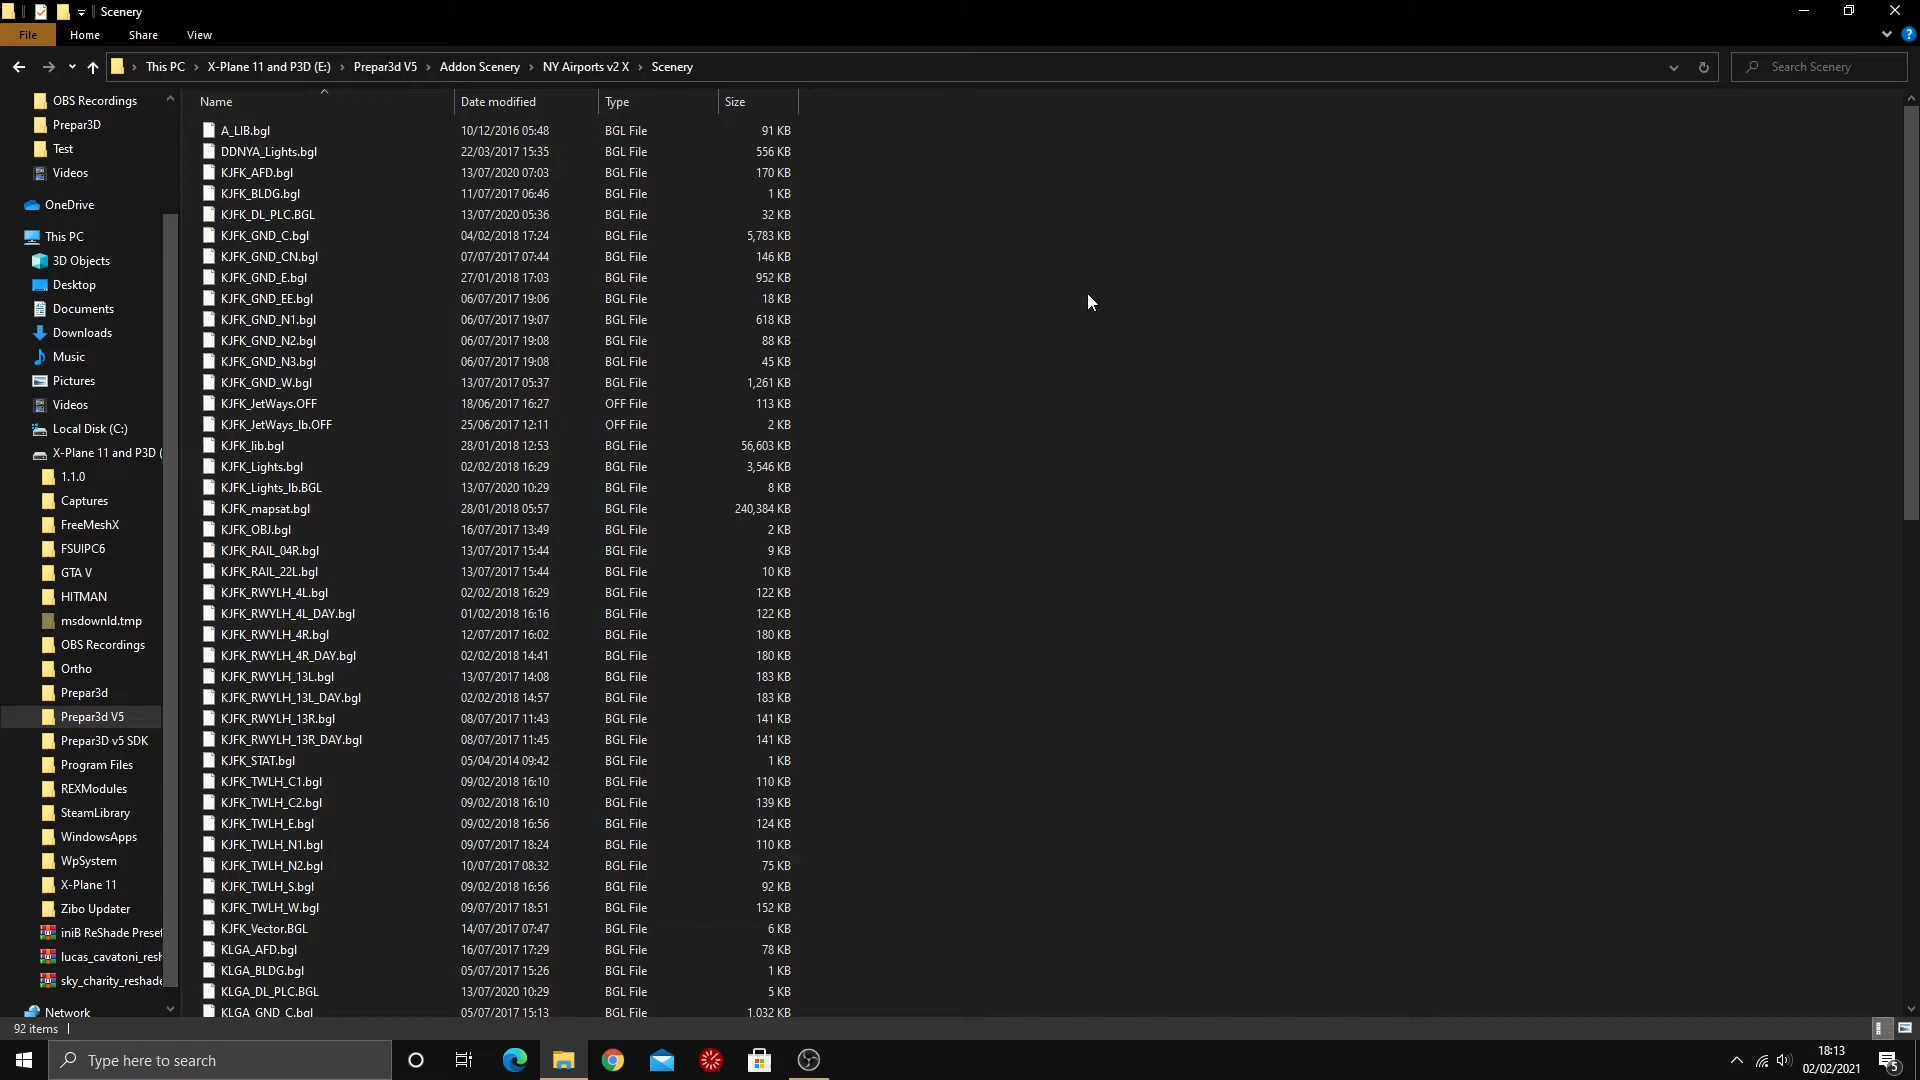 Scenery
File Home Share View
This PC X-Plane 11 and P3D (E:) Prepar3d V5 Addon Scenery NY Airports v2 X Scenery Search Scenery
OBS Recordings
Prepar3D
Test
Videos
OneDrive
This PC
3D Objects
Desktop
Documents
Downloads
Music
Pictures
Videos
Local Disk (C:)
X-Plane 11 and P3D (
1.1.0
Captures
FreeMeshX
FSUIPC6
GTA V
HITMAN
msdownld.tmp
OBS Recordings
Ortho
Prepar3d
Prepar3d V5
Prepar3D v5 SDK
Program Files
REXModules
SteamLibrary
WindowsApps
WpSystem
X-Plane 11
Zibo Updater
iniB ReShade Preset
lucas_cavatoni_resh
sky_charity_reshade
Network
Name Date modified Type Size
A_LIB.bgl 10/12/2016 05:48 BGL File 91 KB
DDNYA_Lights.bgl 22/03/2017 15:35 BGL File 556 KB
KJFK_AFD.bgl 13/07/2020 07:03 BGL File 170 KB
KJFK_BLDG.bgl 11/07/2017 06:46 BGL File 1 KB
KJFK_DL_PLC.BGL 13/07/2020 05:36 BGL File 32 KB
KJFK_GND_C.bgl 04/02/2018 17:24 BGL File 5,783 KB
KJFK_GND_CN.bgl 07/07/2017 07:44 BGL File 146 KB
KJFK_GND_E.bgl 27/01/2018 17:03 BGL File 952 KB
KJFK_GND_EE.bgl 06/07/2017 19:06 BGL File 18 KB
KJFK_GND_N1.bgl 06/07/2017 19:07 BGL File 618 KB
KJFK_GND_N2.bgl 06/07/2017 19:08 BGL File 88 KB
KJFK_GND_N3.bgl 06/07/2017 19:08 BGL File 45 KB
KJFK_GND_W.bgl 13/07/2020 05:37 BGL File 1,261 KB
KJFK_JetWays.OFF 18/06/2017 16:27 OFF File 113 KB
KJFK_JetWays_lb.OFF 25/06/2017 12:11 OFF File 2 KB
KJFK_lib.bgl 28/01/2018 12:53 BGL File 56,603 KB
KJFK_Lights.bgl 02/02/2018 16:29 BGL File 3,546 KB
KJFK_Lights_lb.BGL 13/07/2020 10:29 BGL File 8 KB
KJFK_mapsat.bgl 28/01/2018 05:57 BGL File 240,384 KB
KJFK_OBJ.bgl 16/07/2017 13:49 BGL File 2 KB
KJFK_RAIL_04R.bgl 13/07/2017 15:44 BGL File 9 KB
KJFK_RAIL_22L.bgl 13/07/2017 15:44 BGL File 10 KB
KJFK_RWYLH_4L.bgl 02/02/2018 16:29 BGL File 122 KB
KJFK_RWYLH_4L_DAY.bgl 01/02/2018 16:16 BGL File 122 KB
KJFK_RWYLH_4R.bgl 12/07/2017 16:02 BGL File 180 KB
KJFK_RWYLH_4R_DAY.bgl 02/02/2018 14:41 BGL File 180 KB
KJFK_RWYLH_13L.bgl 13/07/2017 14:08 BGL File 183 KB
KJFK_RWYLH_13L_DAY.bgl 02/02/2018 14:57 BGL File 183 KB
KJFK_RWYLH_13R.bgl 08/07/2017 11:43 BGL File 141 KB
KJFK_RWYLH_13R_DAY.bgl 08/07/2017 11:45 BGL File 141 KB
KJFK_STAT.bgl 05/04/2014 09:42 BGL File 1 KB
KJFK_TWLH_C1.bgl 09/02/2018 16:10 BGL File 110 KB
KJFK_TWLH_C2.bgl 09/02/2018 16:10 BGL File 139 KB
KJFK_TWLH_E.bgl 09/02/2018 16:56 BGL File 124 KB
KJFK_TWLH_N1.bgl 09/07/2017 18:24 BGL File 110 KB
KJFK_TWLH_N2.bgl 10/07/2017 08:32 BGL File 75 KB
KJFK_TWLH_S.bgl 09/02/2018 16:56 BGL File 92 KB
KJFK_TWLH_W.bgl 09/07/2017 18:51 BGL File 152 KB
KJFK_Vector.BGL 14/07/2017 07:47 BGL File 6 KB
KLGA_AFD.bgl 16/07/2017 17:29 BGL File 78 KB
KLGA_BLDG.bgl 05/07/2017 15:26 BGL File 1 KB
KLGA_DL_PLC.BGL 13/07/2020 10:29 BGL File 5 KB
KLGA_GND_C.bgl 05/07/2017 15:13 BGL File 1,032 KB
92 items
Type here to search
18:13
02/02/2021
5